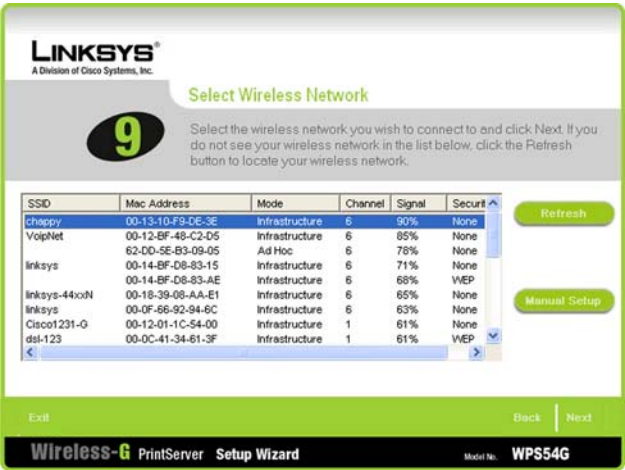 LINKSYS®
A Division of Cisco Systems, Inc.
Select Wireless Network
9
Select the wireless network you wish to connect to and click Next. If you
do not see your wireless network in the list below, click the Refresh
button to locate your wireless network.
SSID Mac Address Mode Channel Signal Securit
chappy 00-13-10-F9-DE-3E Infrastructure 6 90% None
VoipNet 00-12-BF-48-C2-D5 Infrastructure 6 85% None
62-DD-5E-B3-09-05 Ad Hoc 6 78% None
linksys 00-14-BF-D8-83-15 Infrastructure 6 71% None
00-14-BF-D8-83-AE Infrastructure 6 68% WEP
linksys-44xxN 00-18-39-08-AA-E1 Infrastructure 6 65% None
linksys 00-0F-66-92-94-6C Infrastructure 6 63% None
Cisco1231-G 00-12-01-1C-54-00 Infrastructure 1 61% None
dsl-123 00-0C-41-34-61-3F Infrastructure 1 61% WEP
Refresh
Manual Setup
Exit Back Next
Wireless-G PrintServer Setup Wizard Model No. WPS54G